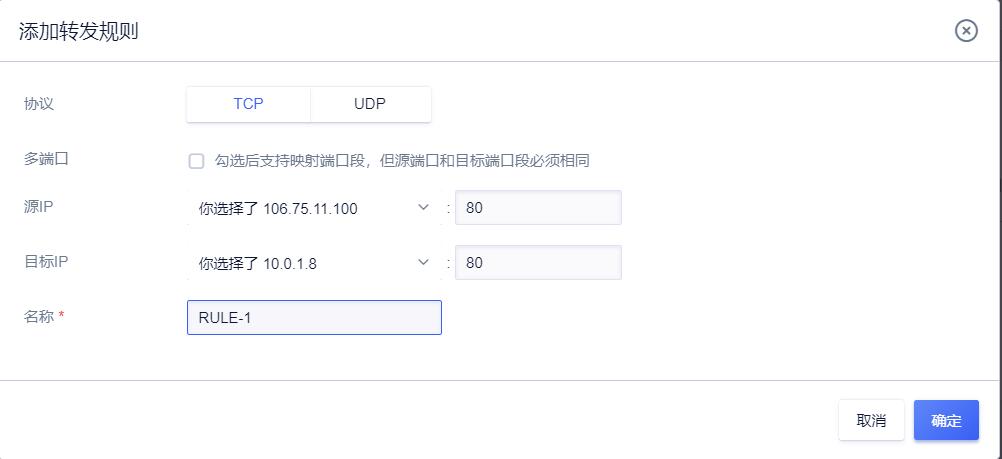 添加转发规则
协议 TCP UDP
多端口 勾选后支持映射端口段，但源端口和目标端口段必须相同
源IP 你选择了 106.75.11.100 : 80
目标IP 你选择了 10.0.1.8 : 80
名称 * RULE-1
取消 确定